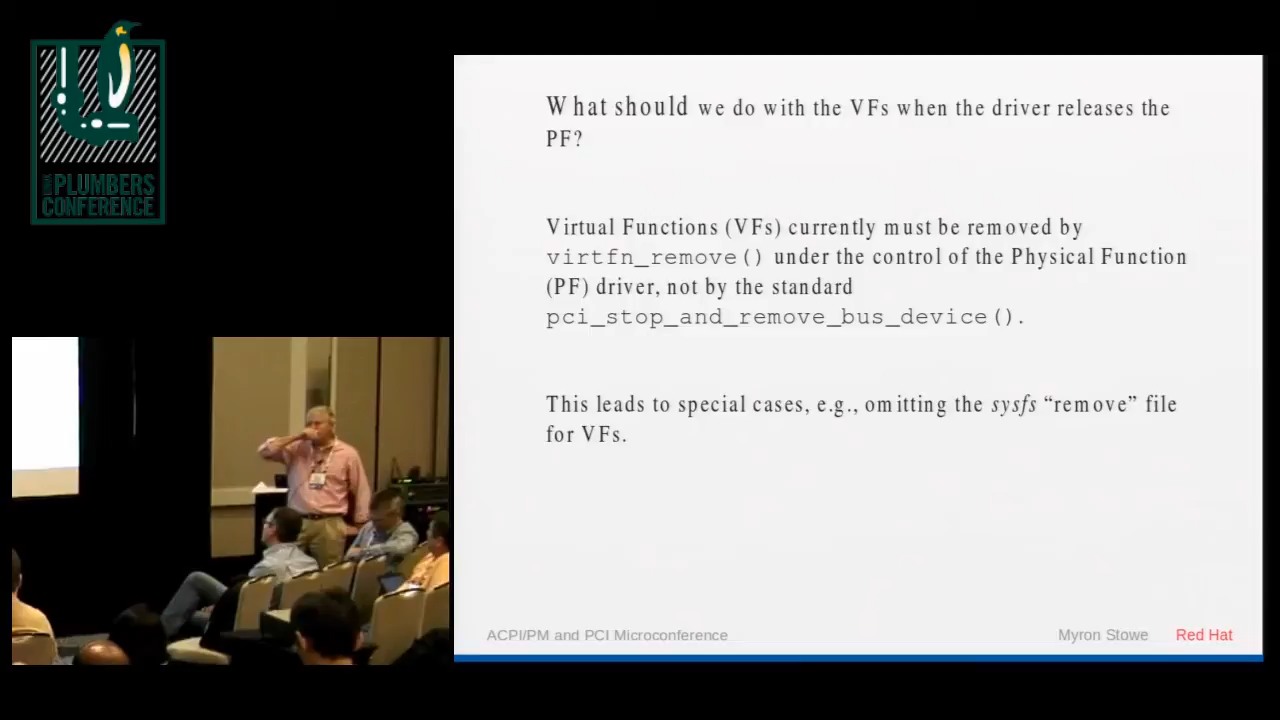 LINUX
PLUMBERS
CONFERENCE
What should we do with the VFs when the driver releases the
PF?
Virtual Functions (VFs) currently must be removed by
virtfn_remove() under the control of the Physical Function
(PF) driver, not by the standard
pci_stop_and_remove_bus_device().
This leads to special cases, e.g., omitting the sysfs “remove” file
for VFs.
ACPI/PM and PCI Microconference
Myron Stowe
Red Hat